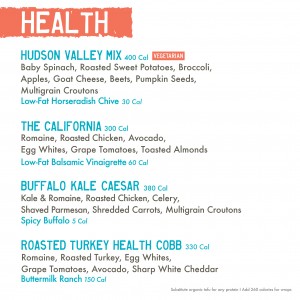 HEALTH
HUDSON VALLEY MIX 400 Cal VEGETARIAN
Baby Spinach, Roasted Sweet Potatoes, Broccoli,
Apples, Goat Cheese, Beets, Pumpkin Seeds,
Multigrain Croutons
Low-Fat Horseradish Chive 30 Cal
THE CALIFORNIA 300 Cal
Romaine, Roasted Chicken, Avocado,
Egg Whites, Grape Tomatoes, Toasted Almonds
Low-Fat Balsamic Vinaigrette 60 Cal
BUFFALO KALE CAESAR 380 Cal
Kale & Romaine, Roasted Chicken, Celery,
Shaved Parmesan, Shredded Carrots, Multigrain Croutons
Spicy Buffalo 5 Cal
ROASTED TURKEY HEALTH COBB 330 Cal
Romaine, Roasted Turkey, Egg Whites,
Grape Tomatoes, Avocado, Sharp White Cheddar
Buttermilk Ranch 150 Cal
Substitute organic tofu for any protein | Add 260 calories for wraps